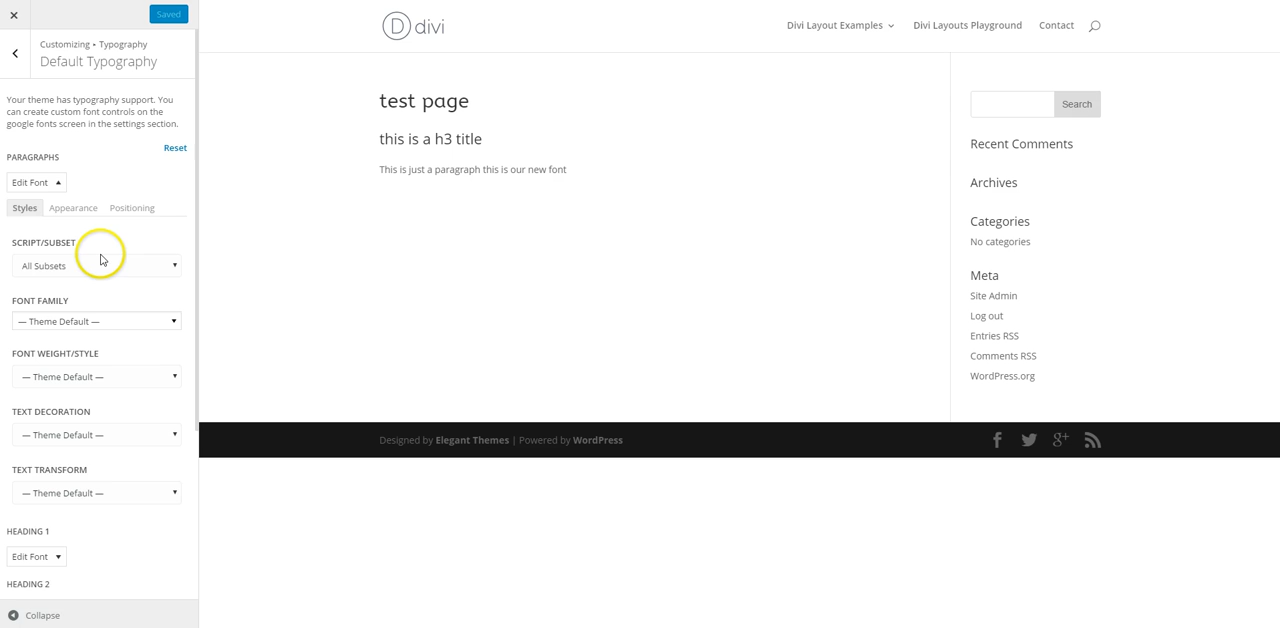 Saved
Customizing ▸ Typography
Default Typography
Your theme has typography support. You
can create custom font controls on the
google fonts screen in the settings section.
Reset
PARAGRAPHS
Edit Font
Styles Appearance Positioning
SCRIPT/SUBSET
All Subsets
FONT FAMILY
— Theme Default —
FONT WEIGHT/STYLE
— Theme Default —
TEXT DECORATION
— Theme Default —
TEXT TRANSFORM
— Theme Default —
HEADING 1
Edit Font
HEADING 2
Collapse
D divi
Divi Layout Examples Divi Layouts Playground Contact
test page
this is a h3 title
This is just a paragraph this is our new font
Search
Recent Comments
Archives
Categories
No categories
Meta
Site Admin
Log out
Entries RSS
Comments RSS
WordPress.org
Designed by Elegant Themes | Powered by WordPress